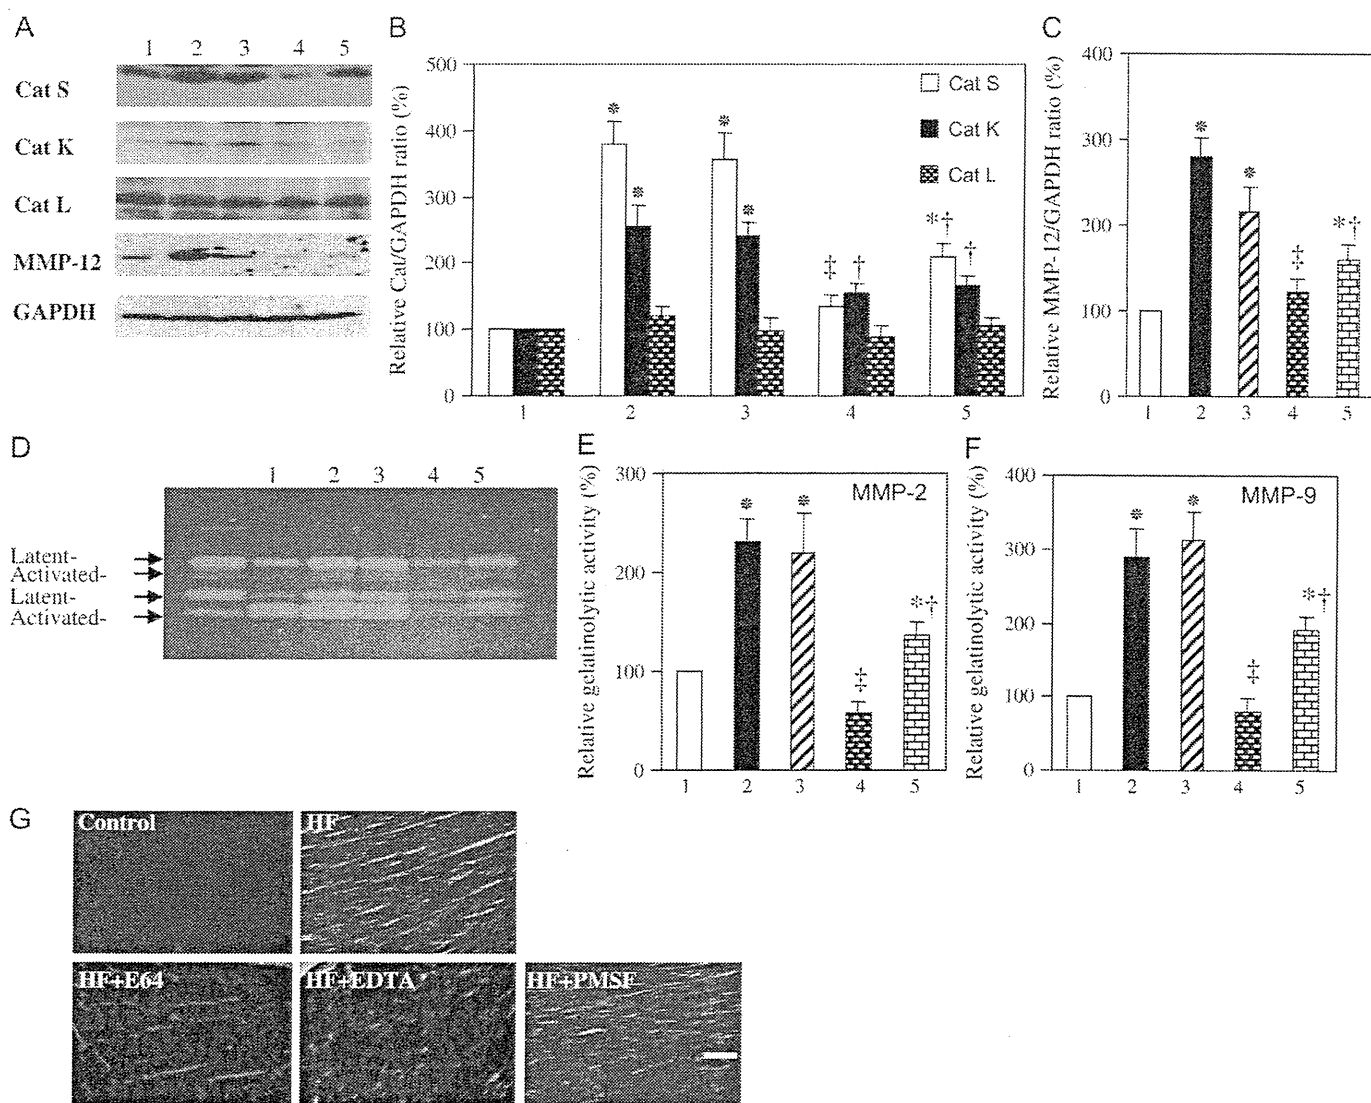 A
1 2 3 4 5
Cat S
Cat K
Cat L
MMP-12
GAPDH
B
Relative Cat/GAPDH ratio (%)
500
400
300
200
100
0
Cat S
Cat K
Cat L
*
*
*
*
‡
†
*†
†
1 2 3 4 5
C
Relative MMP-12/GAPDH ratio (%)
400
300
200
100
0
*
*
‡
*†
1 2 3 4 5
D
1 2 3 4 5
Latent-
Activated-
Latent-
Activated-
E
Relative gelatinolytic activity (%)
300
200
100
0
MMP-2
*
*
‡
*†
1 2 3 4 5
F
Relative gelatinolytic activity (%)
400
300
200
100
0
MMP-9
*
*
‡
*†
1 2 3 4 5
G
Control
HF
HF+E64
HF+EDTA
HF+PMSF